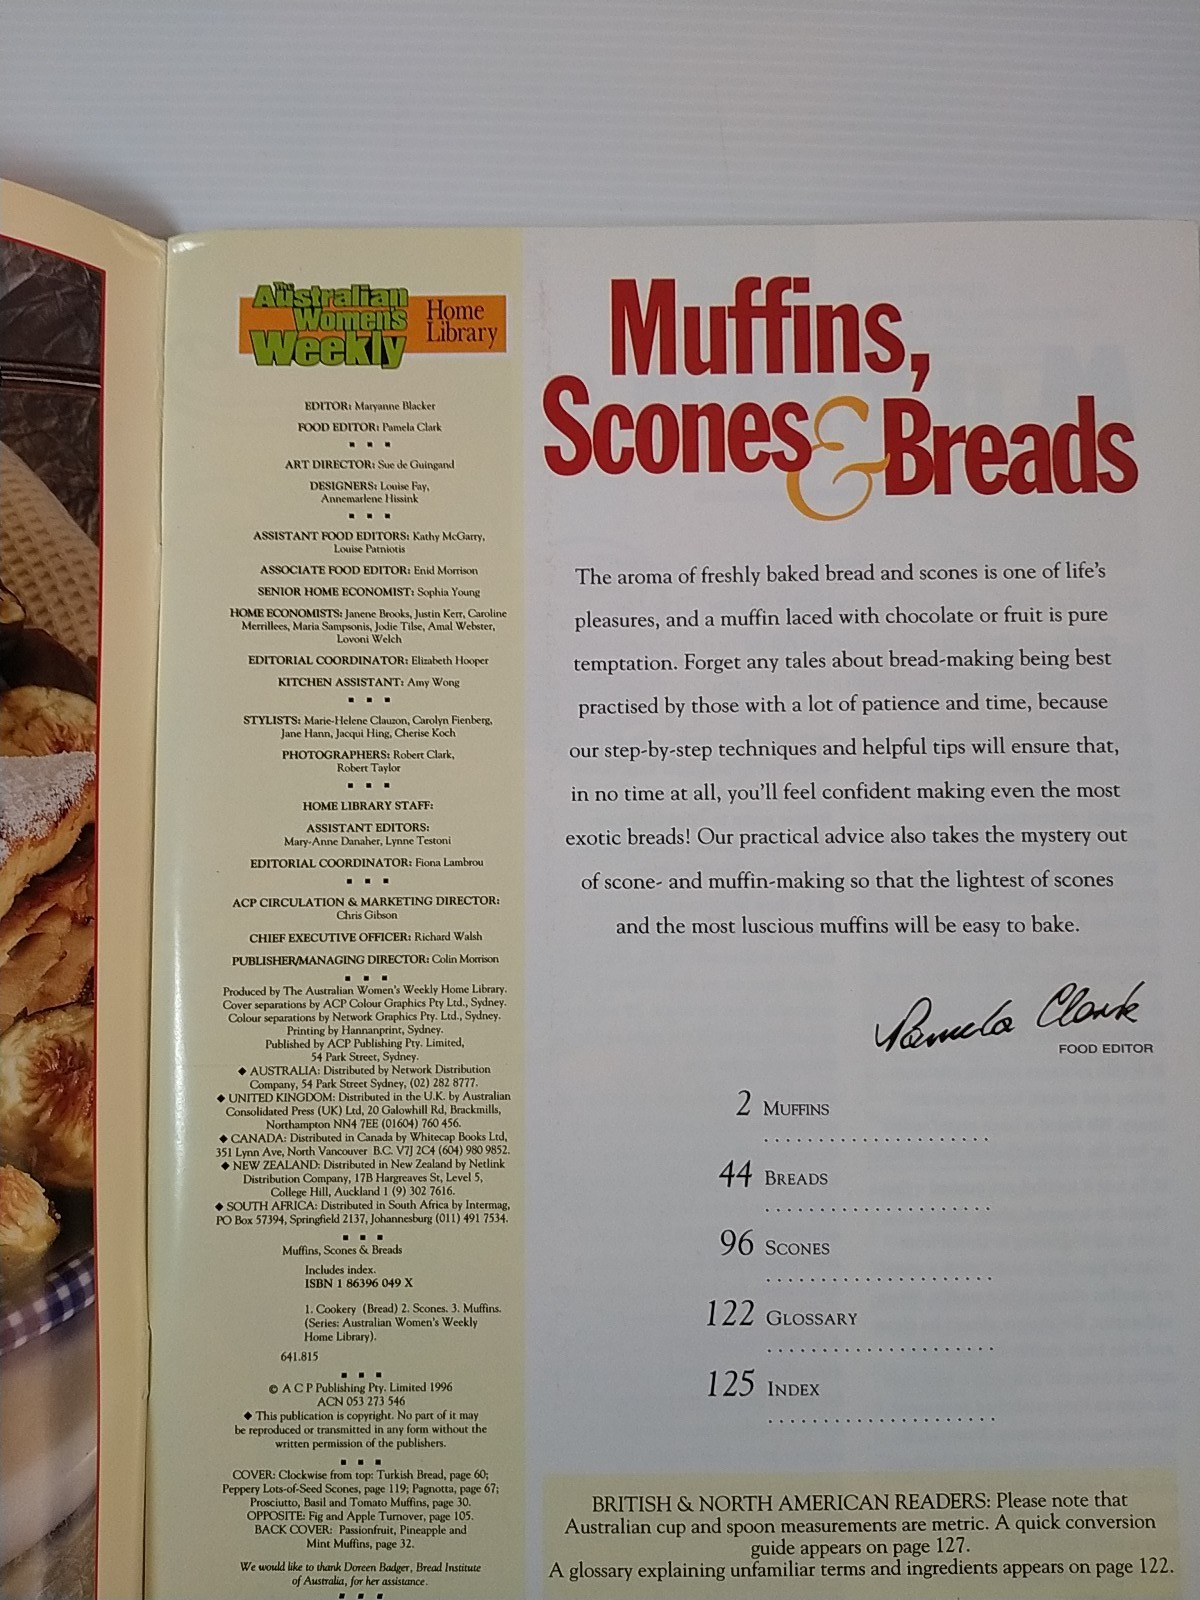 The
Australian
Women's
Weekly
Home
Library
EDITOR: Maryanne Blacker
FOOD EDITOR: Pamela Clark
ART DIRECTOR: Sue de Guingand
DESIGNERS: Louise Fay,
Annemarlene Hissink
ASSISTANT FOOD EDITORS: Kathy McGarry,
Louise Patniotis
ASSOCIATE FOOD EDITOR: Enid Morrison
SENIOR HOME ECONOMIST: Sophia Young
HOME ECONOMISTS: Janene Brooks, Justin Kerr, Caroline
Merrillees, Maria Sampsonis, Jodie Tilse, Amal Webster,
Lovoni Welch
EDITORIAL COORDINATOR: Elizabeth Hooper
KITCHEN ASSISTANT: Amy Wong
STYLISTS: Marie-Helene Clauzon, Carolyn Fienberg,
Jane Hann, Jacqui Hing, Cherise Koch
PHOTOGRAPHERS: Robert Clark,
Robert Taylor
HOME LIBRARY STAFF:
ASSISTANT EDITORS:
Mary-Anne Danaher, Lynne Testoni
EDITORIAL COORDINATOR: Fiona Lambrou
ACP CIRCULATION & MARKETING DIRECTOR:
Chris Gibson
CHIEF EXECUTIVE OFFICER: Richard Walsh
PUBLISHER/MANAGING DIRECTOR: Colin Morrison
Produced by The Australian Women's Weekly Home Library.
Cover separations by ACP Colour Graphics Pty Ltd., Sydney.
Colour separations by Network Graphics Pty. Ltd., Sydney.
Printing by Hannanprint, Sydney.
Published by ACP Publishing Pty. Limited,
54 Park Street, Sydney.
◆ AUSTRALIA: Distributed by Network Distribution
Company, 54 Park Street Sydney, (02) 282 8777.
◆ UNITED KINGDOM: Distributed in the U.K. by Australian
Consolidated Press (UK) Ltd, 20 Galowhill Rd, Brackmills,
Northampton NN4 7EE (01604) 760 456.
◆ CANADA: Distributed in Canada by Whitecap Books Ltd,
351 Lynn Ave, North Vancouver B.C. V7J 2C4 (604) 980 9852.
◆ NEW ZEALAND: Distributed in New Zealand by Netlink
Distribution Company, 17B Hargreaves St, Level 5,
College Hill, Auckland 1 (9) 302 7616.
◆ SOUTH AFRICA: Distributed in South Africa by Intermag,
PO Box 57394, Springfield 2137, Johannesburg (011) 491 7534.
Muffins, Scones & Breads
Includes index.
ISBN 1 86396 049 X
1. Cookery (Bread) 2. Scones. 3. Muffins.
(Series: Australian Women's Weekly
Home Library).
641.815
© A C P Publishing Pty. Limited 1996
ACN 053 273 546
◆ This publication is copyright. No part of it may
be reproduced or transmitted in any form without the
written permission of the publishers.
COVER: Clockwise from top: Turkish Bread, page 60;
Peppery Lots-of-Seed Scones, page 119; Pagnotta, page 67;
Prosciutto, Basil and Tomato Muffins, page 30.
OPPOSITE: Fig and Apple Turnover, page 105.
BACK COVER: Passionfruit, Pineapple and
Mint Muffins, page 32.
We would like to thank Doreen Badger, Bread Institute
of Australia, for her assistance.
Muffins,
Scones & Breads
The aroma of freshly baked bread and scones is one of life's
pleasures, and a muffin laced with chocolate or fruit is pure
temptation. Forget any tales about bread-making being best
practised by those with a lot of patience and time, because
our step-by-step techniques and helpful tips will ensure that,
in no time at all, you'll feel confident making even the most
exotic breads! Our practical advice also takes the mystery out
of scone- and muffin-making so that the lightest of scones
and the most luscious muffins will be easy to bake.
Pamela Clark
FOOD EDITOR
2 MUFFINS
44 BREADS
96 SCONES
122 GLOSSARY
125 INDEX
BRITISH & NORTH AMERICAN READERS: Please note that
Australian cup and spoon measurements are metric. A quick conversion
guide appears on page 127.
A glossary explaining unfamiliar terms and ingredients appears on page 122.